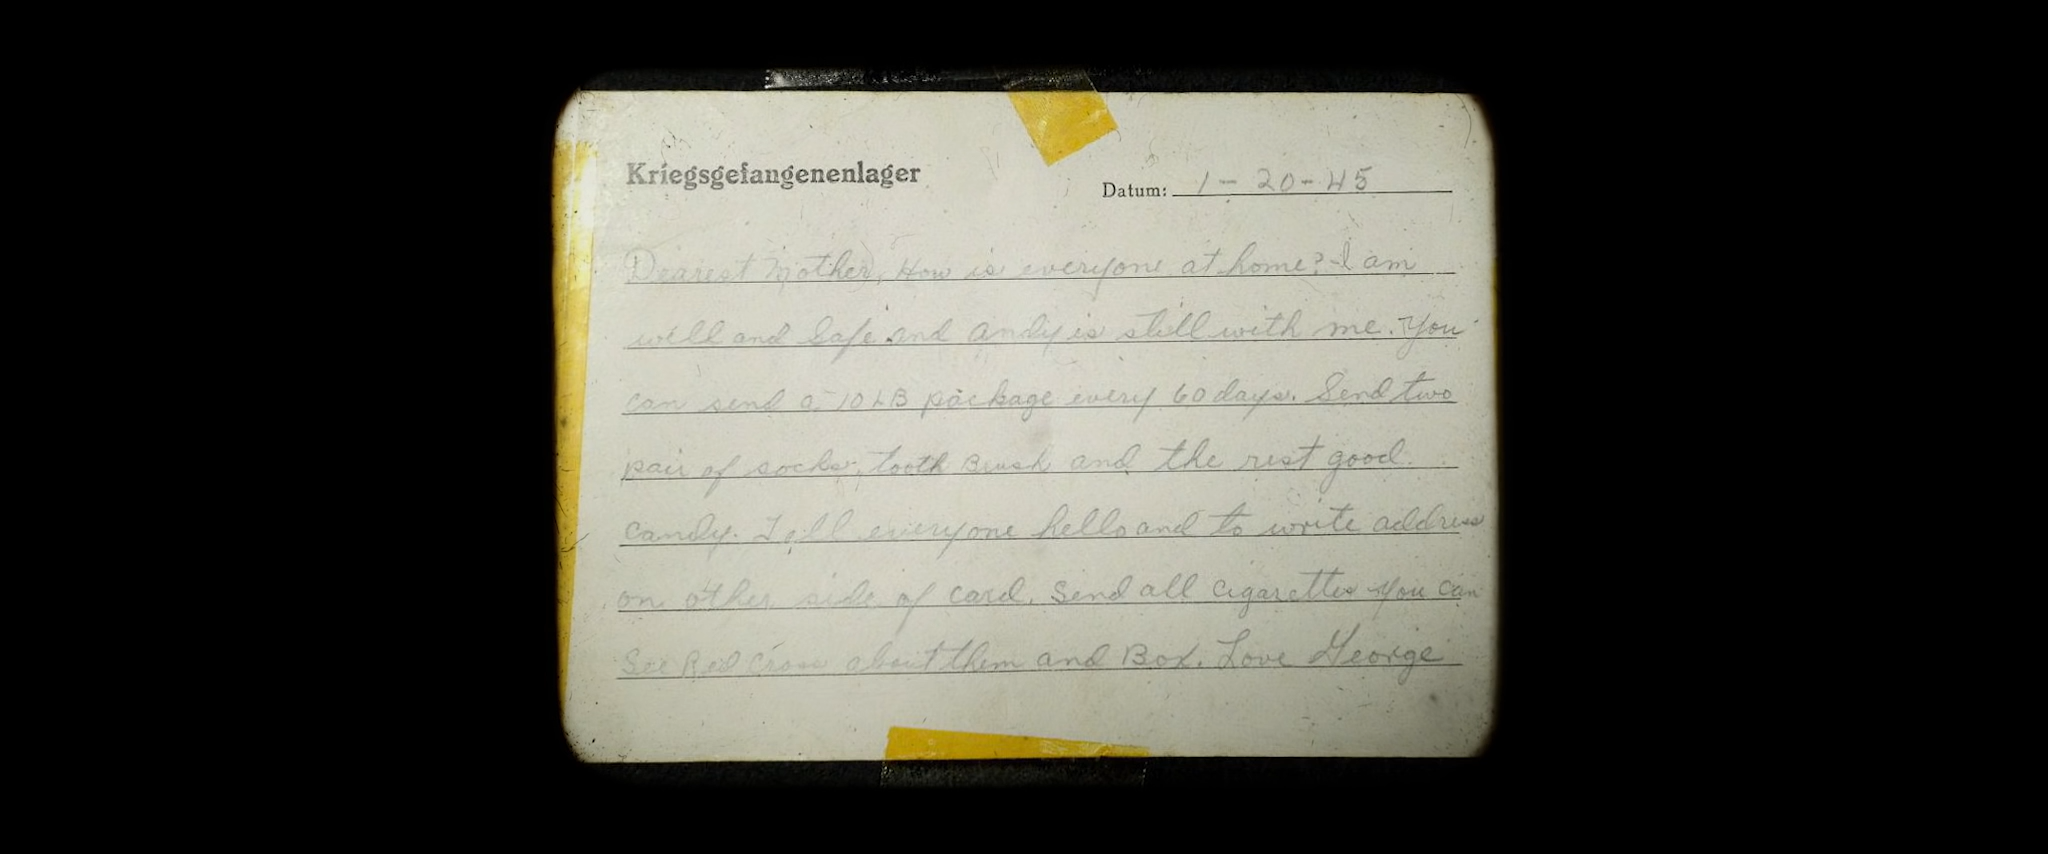 Kriegsgefangenenlager
Datum: 1-20-45
Dearest Mother, How is everyone at home? I am
well and Safe and Andy is still with me. You
can send a 10 LB package every 60 days. Send two
pair of socks, tooth Brush and the rest good
candy. Tell everyone hello and to write address
on other side of card. Send all cigarettes you can
See Red Cross about them and Box. Love George